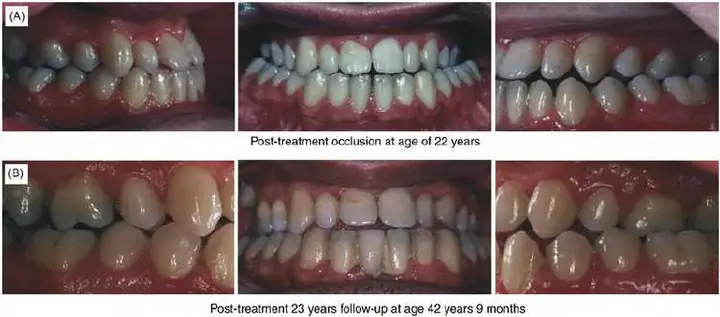 (A)
Post-treatment occlusion at age of 22 years
(B)
Post-treatment 23 years follow-up at age 42 years 9 months